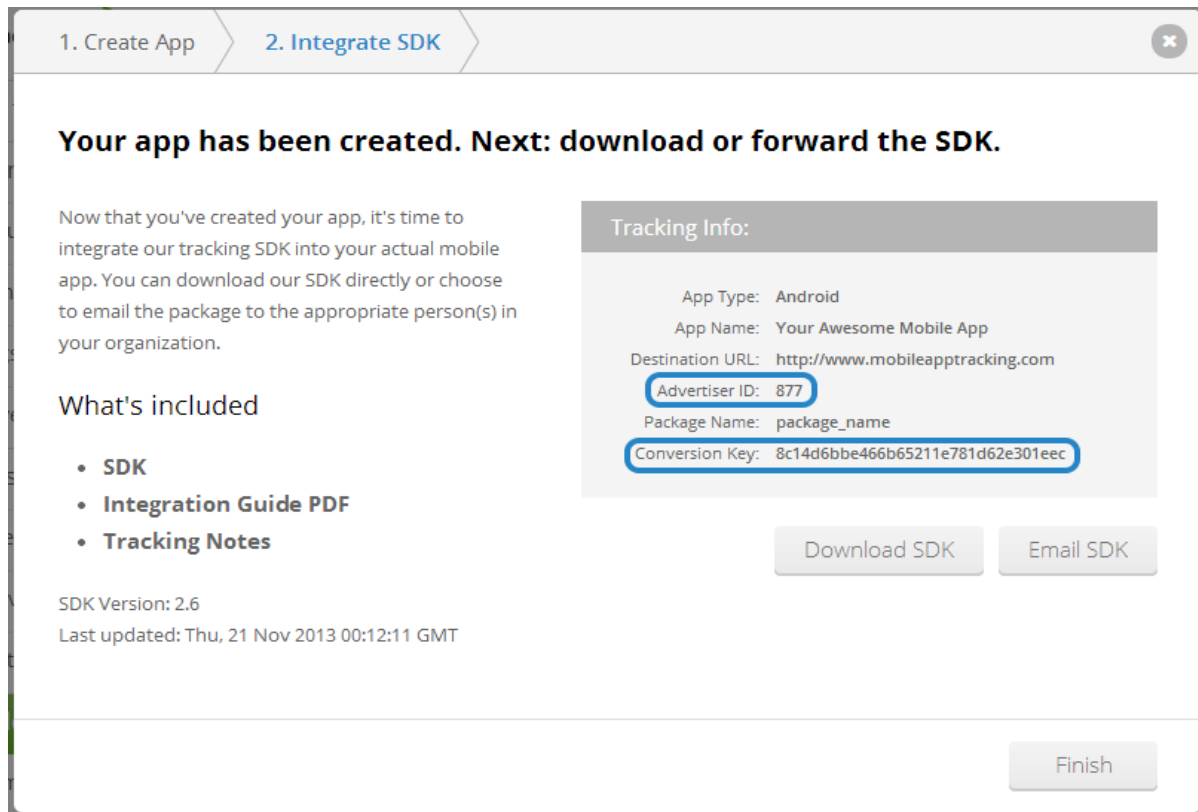 1. Create App
2. Integrate SDK
Your app has been created. Next: download or forward the SDK.
Now that you've created your app, it's time to
integrate our tracking SDK into your actual mobile
app. You can download our SDK directly or choose
to email the package to the appropriate person(s) in
your organization.
What's included
• SDK
• Integration Guide PDF
• Tracking Notes
SDK Version: 2.6
Last updated: Thu, 21 Nov 2013 00:12:11 GMT
Tracking Info:
App Type: Android
App Name: Your Awesome Mobile App
Destination URL: http://www.mobileapptracking.com
Advertiser ID: 877
Package Name: package_name
Conversion Key: 8c14d6bbe466b65211e781d62e301eec
Download SDK
Email SDK
Finish